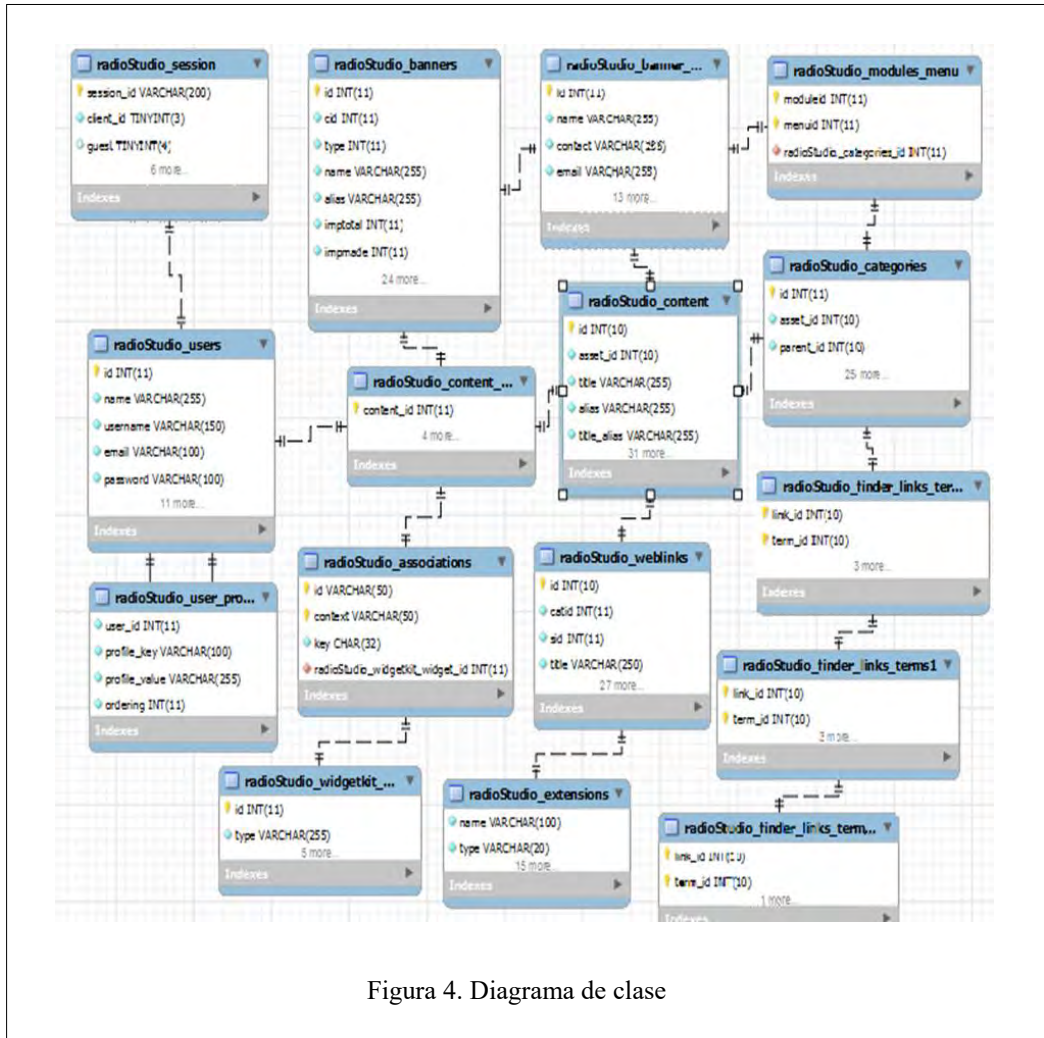 radioStudio_session
session_id VARCHAR(200)
client_id TINYINT(3)
guest TINYINT(4)
6 more...
Indexes
radioStudio_banners
id INT(11)
cid INT(11)
type INT(11)
name VARCHAR(255)
alias VARCHAR(255)
imptotal INT(11)
impmade INT(11)
24 more...
Indexes
radioStudio_banner_...
id INT(11)
name VARCHAR(255)
contact VARCHAR(255)
email VARCHAR(255)
13 more...
Indexes
radioStudio_modules_menu
moduleid INT(11)
menuid INT(11)
radioStudio_categories_id INT(11)
Indexes
radioStudio_users
id INT(11)
name VARCHAR(255)
username VARCHAR(150)
email VARCHAR(100)
password VARCHAR(100)
11 more...
Indexes
radioStudio_content_...
content_id INT(11)
4 more...
Indexes
radioStudio_content
id INT(10)
asset_id INT(10)
title VARCHAR(255)
alias VARCHAR(255)
title_alias VARCHAR(255)
31 more...
Indexes
radioStudio_categories
id INT(11)
asset_id INT(10)
parent_id INT(10)
25 more...
Indexes
radioStudio_finder_links_ter...
link_id INT(10)
term_id INT(10)
3 more...
Indexes
radioStudio_user_pro...
user_id INT(11)
profile_key VARCHAR(100)
profile_value VARCHAR(255)
ordering INT(11)
Indexes
radioStudio_associations
id VARCHAR(50)
context VARCHAR(50)
key CHAR(32)
radioStudio_widgetkit_widget_id INT(11)
Indexes
radioStudio_weblinks
id INT(10)
catid INT(11)
sid INT(11)
title VARCHAR(250)
27 more...
Indexes
radioStudio_finder_links_terms1
link_id INT(10)
term_id INT(10)
more...
Indexes
radioStudio_widgetkit_...
id INT(11)
type VARCHAR(255)
5 more...
Indexes
radioStudio_extensions
name VARCHAR(100)
type VARCHAR(20)
15 more...
Indexes
radioStudio_finder_links_term...
link_id INT(10)
term_id INT(10)
1 more...
Indexes
Figura 4. Diagrama de clase